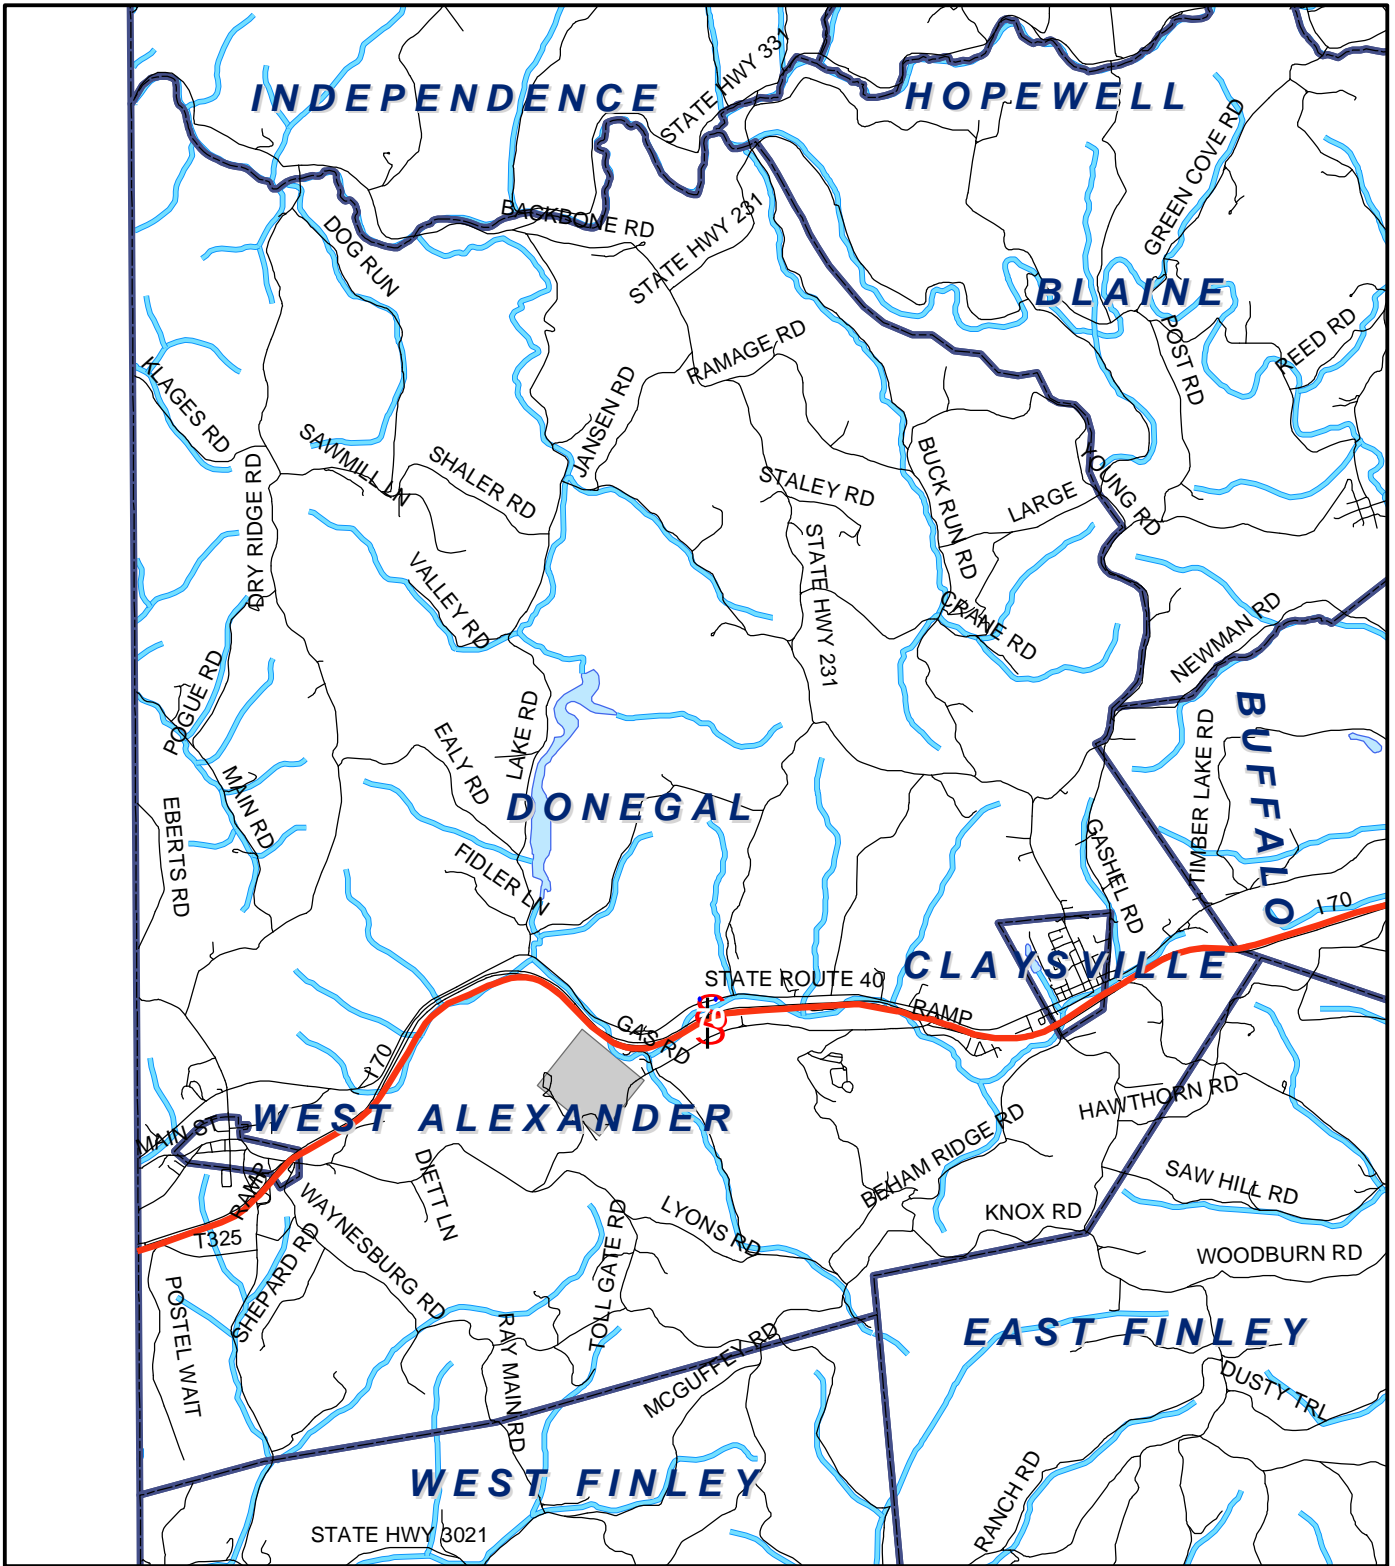 STATE HWY 331
INDEPENDENCE
HOPEWELL
GREEN COVE RD
BACKBONE RD
STATE HWY 231
DOG RUN
BLAINE
POST RD
REED RD
RAMAGE RD
KLAGES RD
JANSEN RD
SAWMILL LN
SHALER RD
DRY RIDGE RD
STALEY RD
BUCK RUN RD
LARGE
YOUNG RD
STATE HWY 231
VALLEY RD
CRANE RD
NEWMAN RD
POGUE RD
LAKE RD
EALY RD
TIMBER LAKE RD
BUFFALO
MAIN RD
EBERTS RD
DONEGAL
GASHEL RD
FIDLER LN
I 70
CLAYSVILLE
STATE ROUTE 40
RAMP
70
GAS RD
I 70
HAWTHORN RD
WEST ALEXANDER
MAIN ST
BEHAM RIDGE RD
DIETT LN
SAW HILL RD
RAMP
WAYNESBURG RD
LYONS RD
KNOX RD
T325
TOLL GATE RD
WOODBURN RD
SHEPARD RD
POSTEL WAIT
RAY MAIN RD
EAST FINLEY
MCGUFFEY RD
DUSTY TRL
WEST FINLEY
RANCH RD
STATE HWY 3021